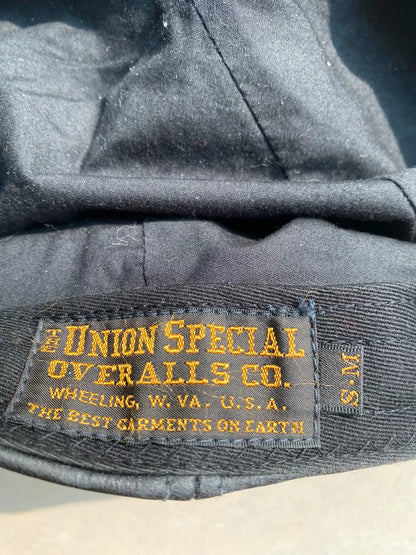 THE UNION SPECIAL
OVERALLS CO.
WHEELING, W. VA. U.S.A.
THE BEST GARMENTS ON EARTH
S·M